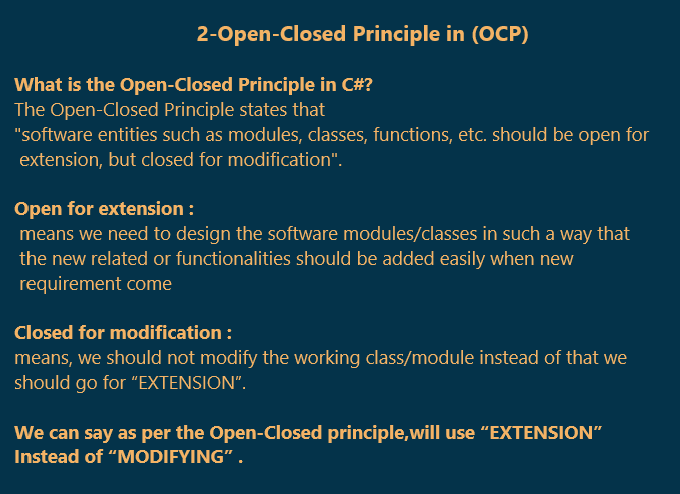 2-Open-Closed Principle in (OCP)
What is the Open-Closed Principle in C#?
The Open-Closed Principle states that
"software entities such as modules, classes, functions, etc. should be open for
extension, but closed for modification".
Open for extension :
means we need to design the software modules/classes in such a way that
the new related or functionalities should be added easily when new
requirement come
Closed for modification :
means, we should not modify the working class/module instead of that we
should go for “EXTENSION”.
We can say as per the Open-Closed principle,will use “EXTENSION”
Instead of “MODIFYING” .